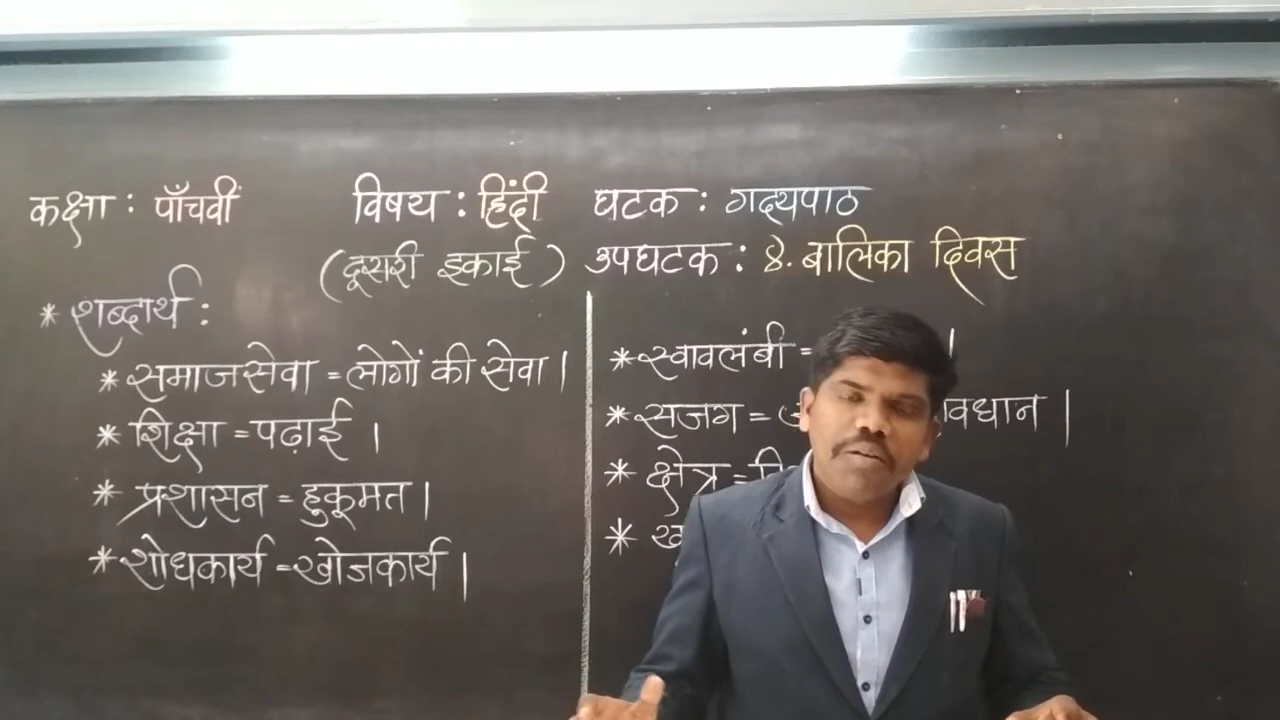 कक्षा : पाँचवीं विषय : हिंदी घटक : गद्यपाठ
(दूसरी इकाई) उपघटक : 8. बालिका दिवस
* शब्दार्थ :
* समाजसेवा = लोगों की सेवा ।
* शिक्षा = पढ़ाई ।
* प्रशासन = हुकूमत ।
* शोधकार्य = खोजकार्य ।
* स्वावलंबी = ।
* सजग = ।
* क्षेत्र =
*